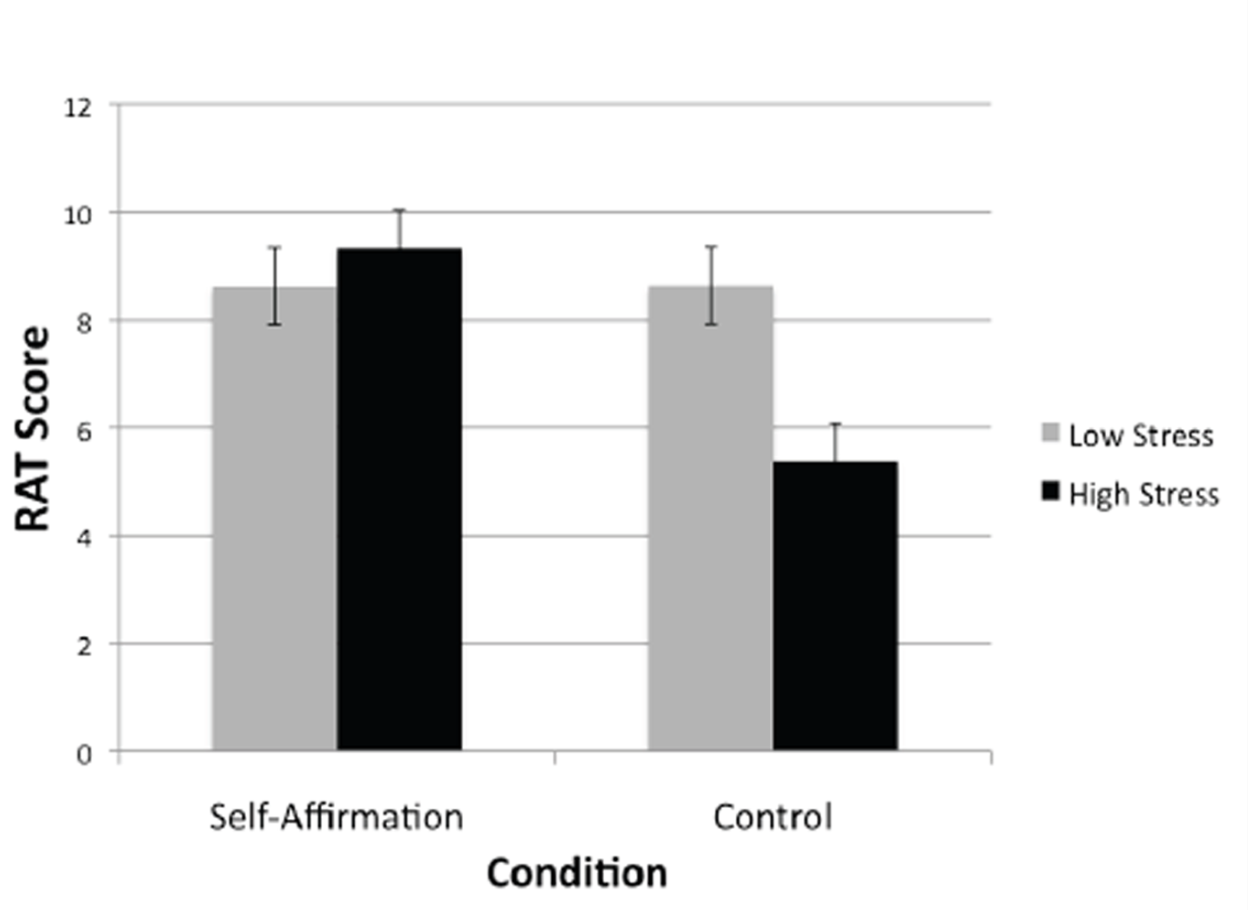 12
10
8
6
4
2
0
RAT Score
Self-Affirmation
Control
Condition
Low Stress
High Stress